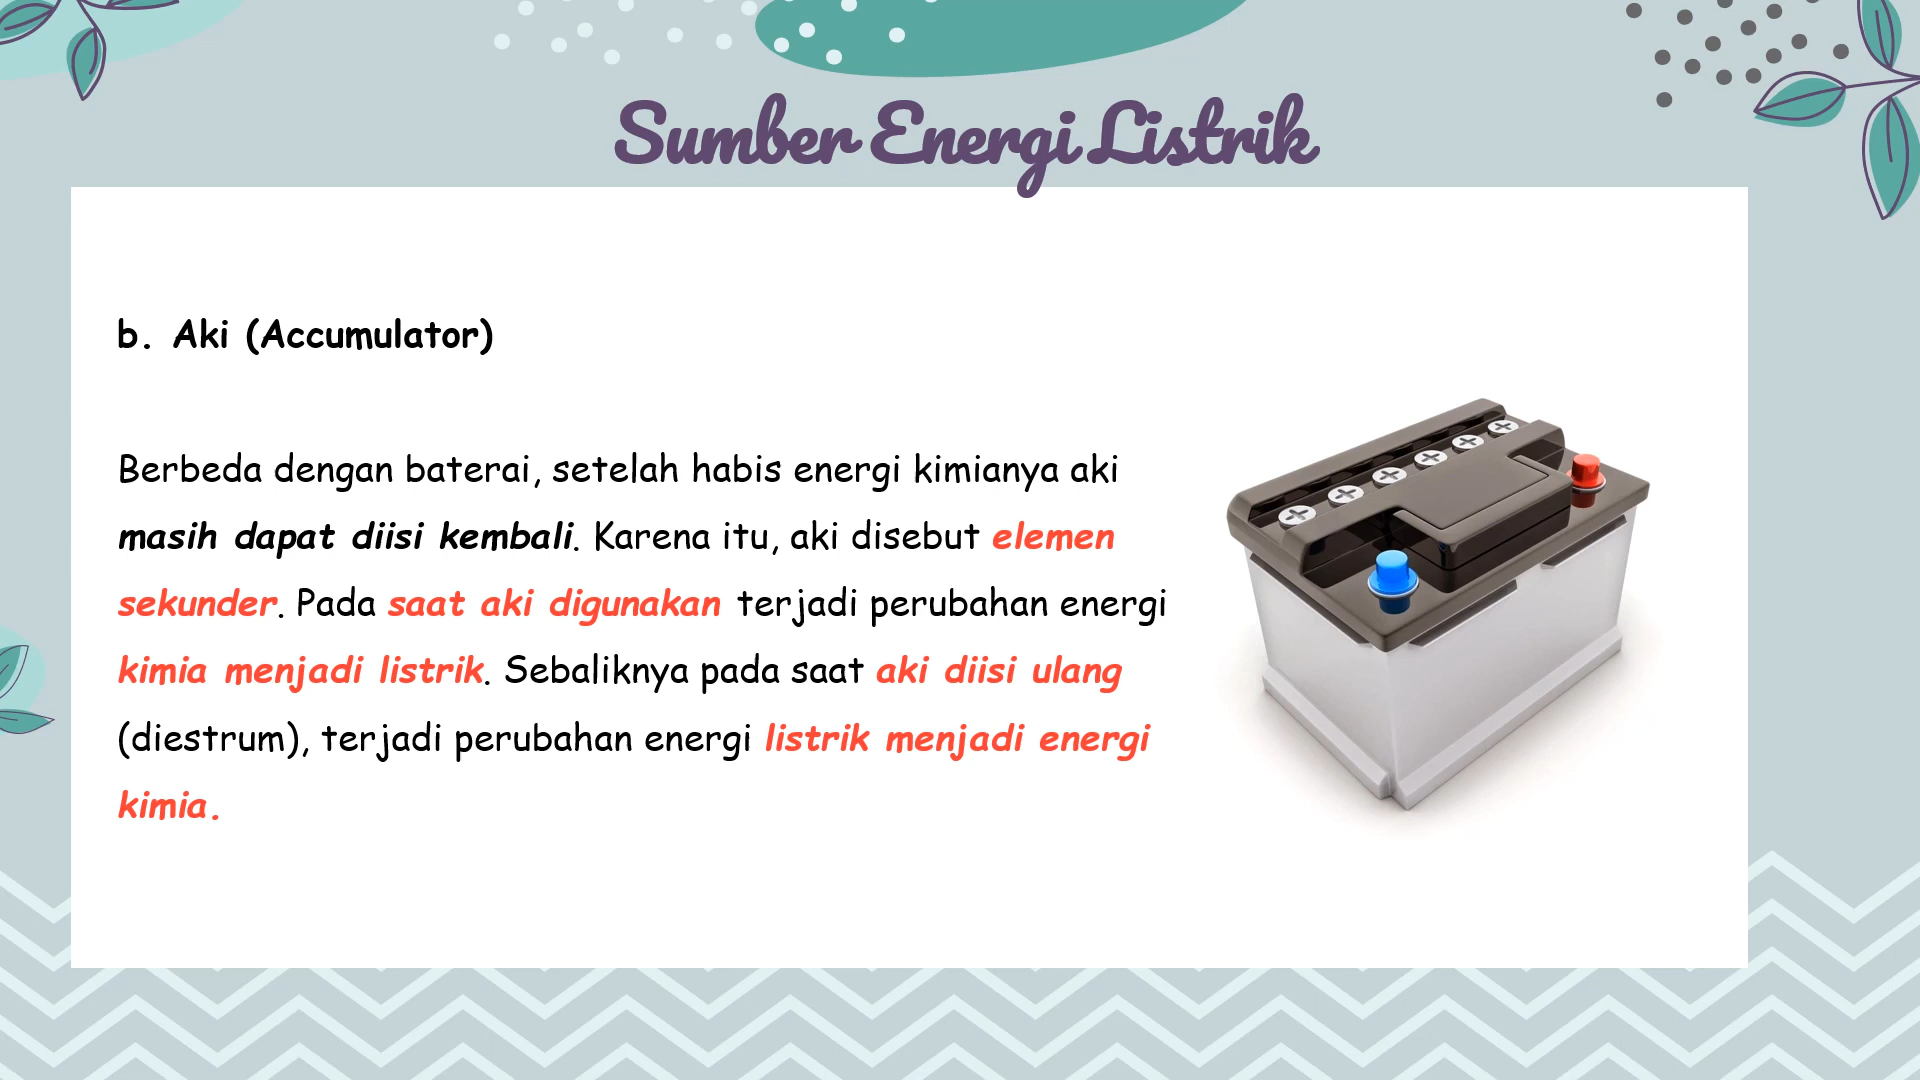 Sumber Energi Listrik
b. Aki (Accumulator)
Berbeda dengan baterai, setelah habis energi kimianya aki
masih dapat diisi kembali. Karena itu, aki disebut elemen
sekunder. Pada saat aki digunakan terjadi perubahan energi
kimia menjadi listrik. Sebaliknya pada saat aki diisi ulang
(diestrum), terjadi perubahan energi listrik menjadi energi
kimia.